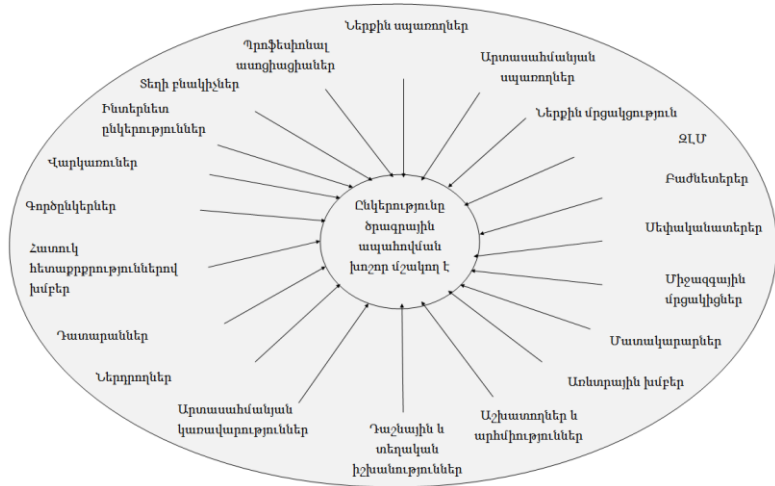 Ներքին սպառողներ
Պրոֆեսիոնալ
ասոցիացիաներ
Արտասահմանյան
սպառողներ
Տեղի բնակիչներ
Ինտերնետ
ընկերություններ
Ներքին մրցակցություն
ԶԼՄ
Վարկառուներ
Բաժնետերեր
Գործընկերներ
Ընկերությունը
ծրագրային
ապահովման
խոշոր մշակող է
Սեփականատերեր
Հատուկ
հետաքրքրություններով
խմբեր
Միջազգային
մրցակիցներ
Դատարաններ
Մատակարարներ
Ներդրողներ
Առևտրային խմբեր
Արտասահմանյան
կառավարություններ
Դաշնային և
տեղական
իշխանություններ
Աշխատողներ և
արհմիություններ